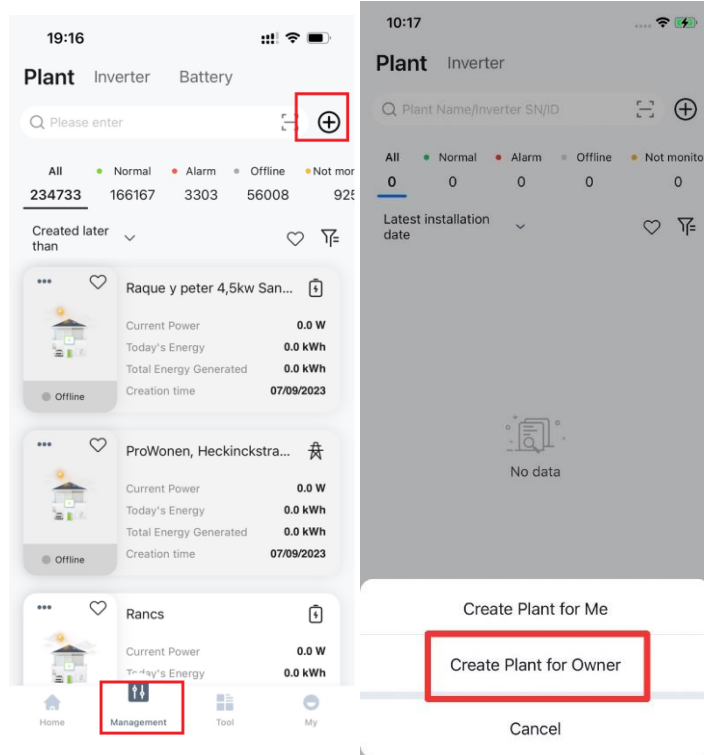 19:16
Plant Inverter Battery
Please enter
All Normal Alarm Offline Not mor
234733 166167 3303 56008 925
Created later
than
Raque y peter 4,5kw San...
Current Power 0.0 W
Today's Energy 0.0 kWh
Total Energy Generated 0.0 kWh
Creation time 07/09/2023
Offline
ProWonen, Heckinckstra...
Current Power 0.0 W
Today's Energy 0.0 kWh
Total Energy Generated 0.0 kWh
Creation time 07/09/2023
Offline
Rancs
Current Power 0.0 W
Today's Energy 0.0 kWh
Home Management Tool My
10:17
Plant Inverter
Plant Name/Inverter SN/ID
All Normal Alarm Offline Not monito
0 0 0 0 0
Latest installation
date
No data
Create Plant for Me
Create Plant for Owner
Cancel